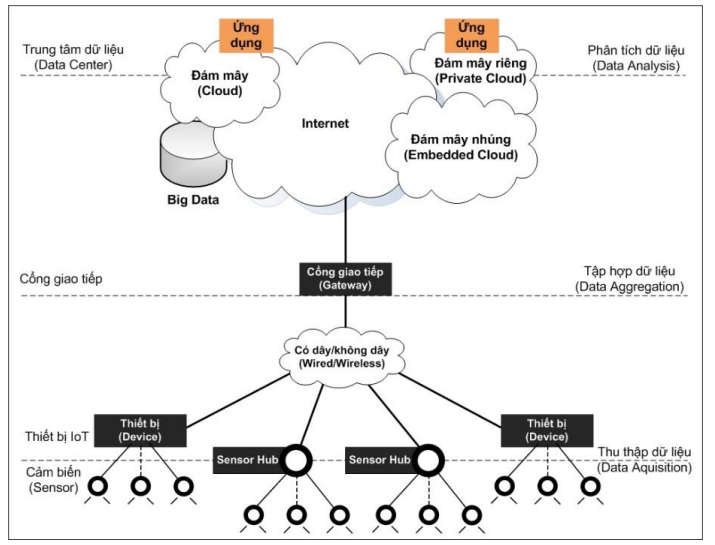 Ứng
dụng
Ứng
dụng
Trung tâm dữ liệu
(Data Center)
Đám mây
(Cloud)
Đám mây riêng
(Private Cloud)
Phân tích dữ liệu
(Data Analysis)
Internet
Đám mây nhúng
(Embedded Cloud)
Big Data
Cổng giao tiếp
Cổng giao tiếp
(Gateway)
Tập hợp dữ liệu
(Data Aggregation)
Có dây/không dây
(Wired/Wireless)
Thiết bị IoT
Thiết bị
(Device)
Thiết bị
(Device)
Sensor Hub
Sensor Hub
Thu thập dữ liệu
(Data Aquisition)
Cảm biến
(Sensor)